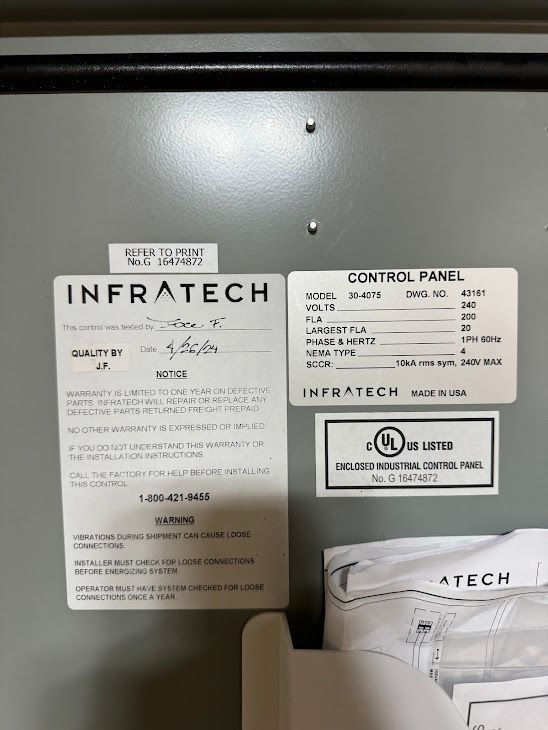 REFER TO PRINT
No.G 16474872
INFRATECH
This control was tested by Jose F.
QUALITY BY
J.F.
Date 4/26/24
NOTICE
WARRANTY IS LIMITED TO ONE YEAR ON DEFECTIVE
PARTS. INFRATECH WILL REPAIR OR REPLACE ANY
DEFECTIVE PARTS RETURNED FREIGHT PREPAID
NO OTHER WARRANTY IS EXPRESSED OR IMPLIED
IF YOU DO NOT UNDERSTAND THIS WARRANTY OR
THE INSTALLATION INSTRUCTIONS
CALL THE FACTORY FOR HELP BEFORE INSTALLING
THIS CONTROL
1-800-421-9455
WARNING
VIBRATIONS DURING SHIPMENT CAN CAUSE LOOSE
CONNECTIONS.
INSTALLER MUST CHECK FOR LOOSE CONNECTIONS
BEFORE ENERGIZING SYSTEM.
OPERATOR MUST HAVE SYSTEM CHECKED FOR LOOSE
CONNECTIONS ONCE A YEAR.
CONTROL PANEL
MODEL 30-4075 DWG. NO. 43161
VOLTS 240
FLA 200
LARGEST FLA 20
PHASE & HERTZ 1PH 60Hz
NEMA TYPE 4
SCCR: 10kA rms sym, 240V MAX
INFRATECH MADE IN USA
C UL US LISTED
ENCLOSED INDUSTRIAL CONTROL PANEL
No. G 16474872
RATECH